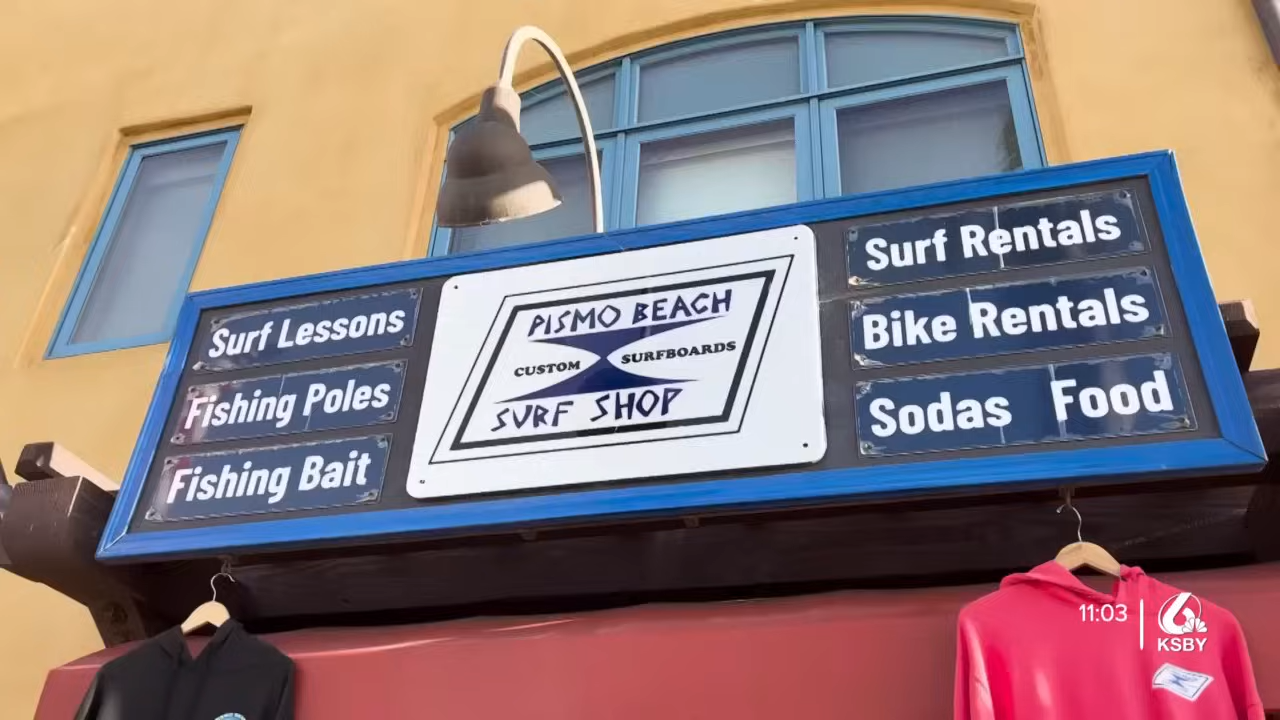 Surf Lessons
Fishing Poles
Fishing Bait
PISMO BEACH
CUSTOM SURFBOARDS
SURF SHOP
Surf Rentals
Bike Rentals
Sodas Food
11:03
6
KSBY